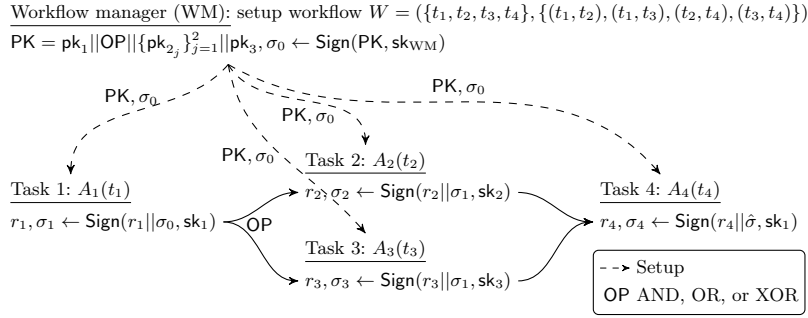 Workflow manager (WM): setup workflow W = ({t₁, t₂, t₃, t₄}, {(t₁, t₂), (t₁, t₃), (t₂, t₄), (t₃, t₄)})
PK = pk₁||OP||{pk_{2_j}}²_{j=1}||pk₃, σ₀ ← Sign(PK, sk_WM)
PK, σ₀
PK, σ₀
PK, σ₀
PK, σ₀
Task 1: A₁(t₁)
r₁, σ₁ ← Sign(r₁||σ₀, sk₁)
OP
Task 2: A₂(t₂)
r₂, σ₂ ← Sign(r₂||σ₁, sk₂)
Task 3: A₃(t₃)
r₃, σ₃ ← Sign(r₃||σ₁, sk₃)
Task 4: A₄(t₄)
r₄, σ₄ ← Sign(r₄||σ̂, sk₁)
Setup
OP AND, OR, or XOR